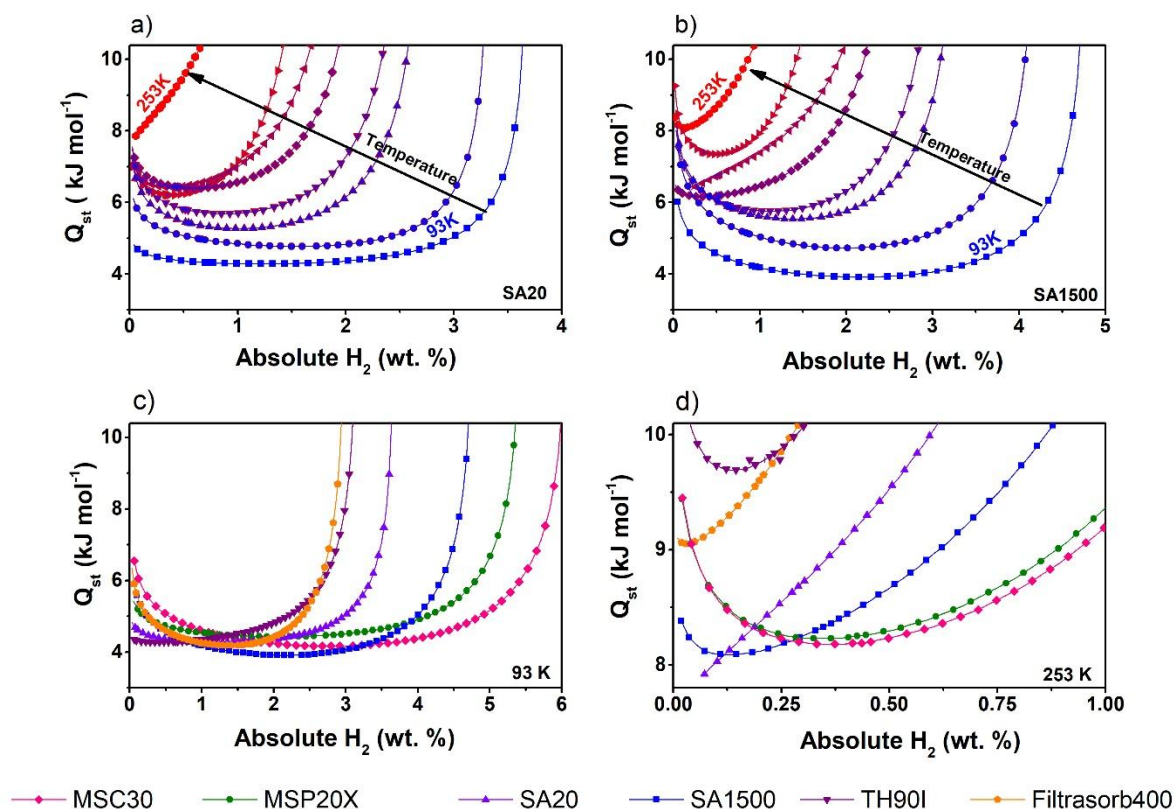 a)
10
8
6
4
Qst ( kJ mol-1)
253K
Temperature
93K
SA20
0 1 2 3 4
Absolute H2 (wt. %)
b)
10
8
6
4
Qst (kJ mol-1)
253K
Temperature
93K
SA1500
0 1 2 3 4 5
Absolute H2 (wt. %)
c)
10
8
6
4
Qst (kJ mol-1)
93 K
0 1 2 3 4 5 6
Absolute H2 (wt. %)
d)
10
9
8
Qst (kJ mol-1)
253 K
0.00 0.25 0.50 0.75 1.00
Absolute H2 (wt. %)
MSC30 MSP20X SA20 SA1500 TH90I Filtrasorb400